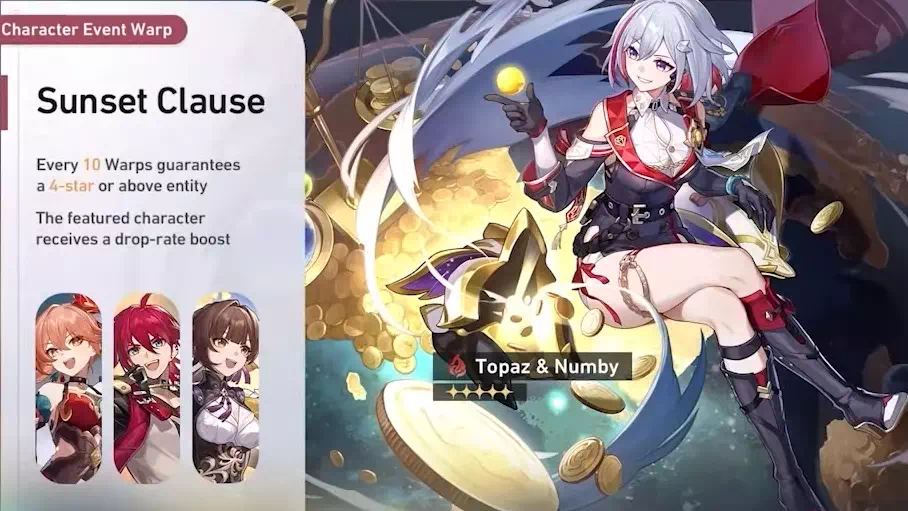 Character Event Warp
Sunset Clause
Every 10 Warps guarantees
a 4-star or above entity
The featured character
receives a drop-rate boost
Topaz & Numby